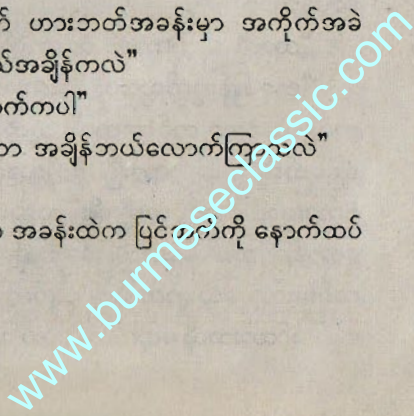 ဟားဘတ်အခန်းမှာ အကိုက်အခဲ
အချိန်ကလဲ”
ကပါ”
အချိန်ဘယ်လောက်ကြာသလဲ”
အခန်းထဲက ပြင်ဘက်ကို နောက်ထပ်
www.burmeseclassic.com